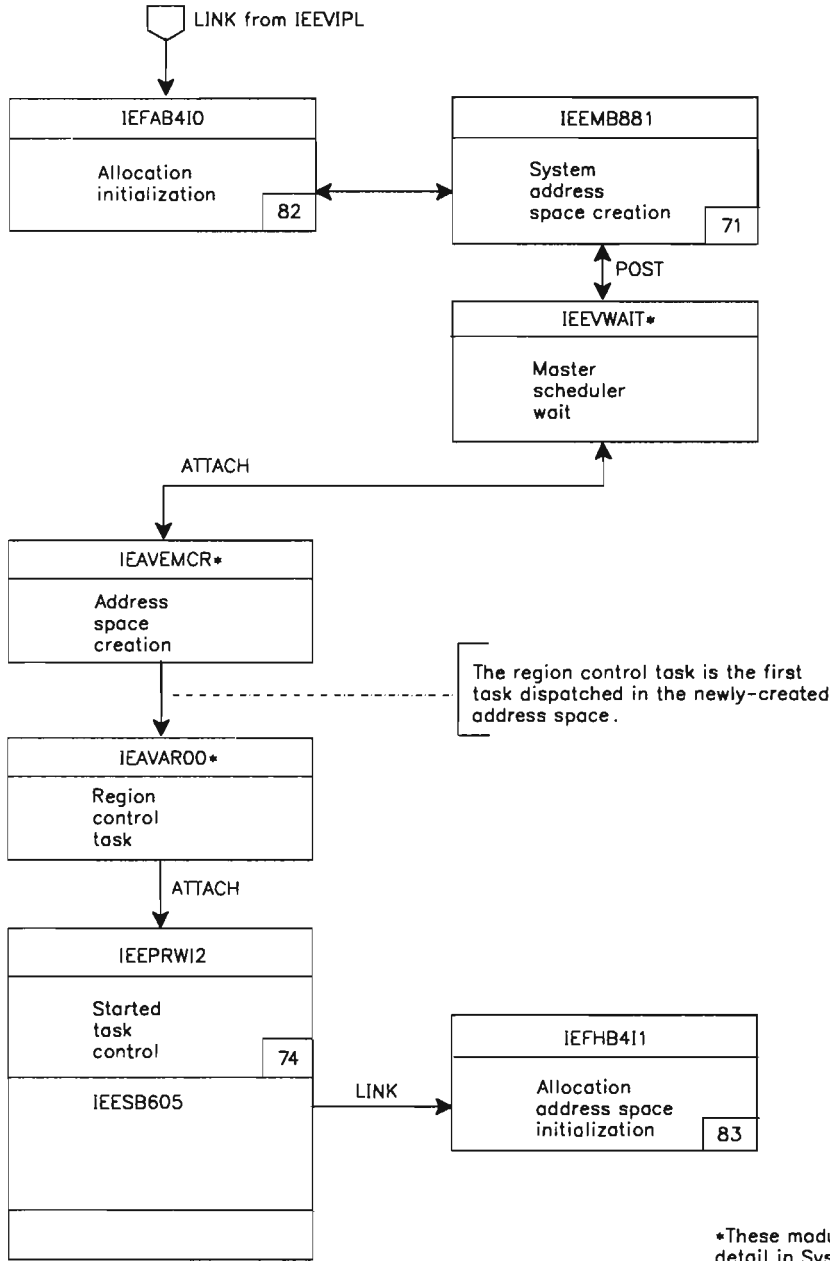 LINK from IEEVIPL
IEFAB4I0
Allocation
initialization
82
IEEMB881
System
address
space creation
71
POST
IEEVWAIT*
Master
scheduler
wait
ATTACH
IEAVEMCR*
Address
space
creation
The region control task is the first
task dispatched in the newly-created
address space.
IEAVAR00*
Region
control
task
ATTACH
IEEPRWI2
Started
task
control
74
IEESB605
LINK
IEFHB4I1
Allocation
address space
initialization
83
*These modu
detail in Sys